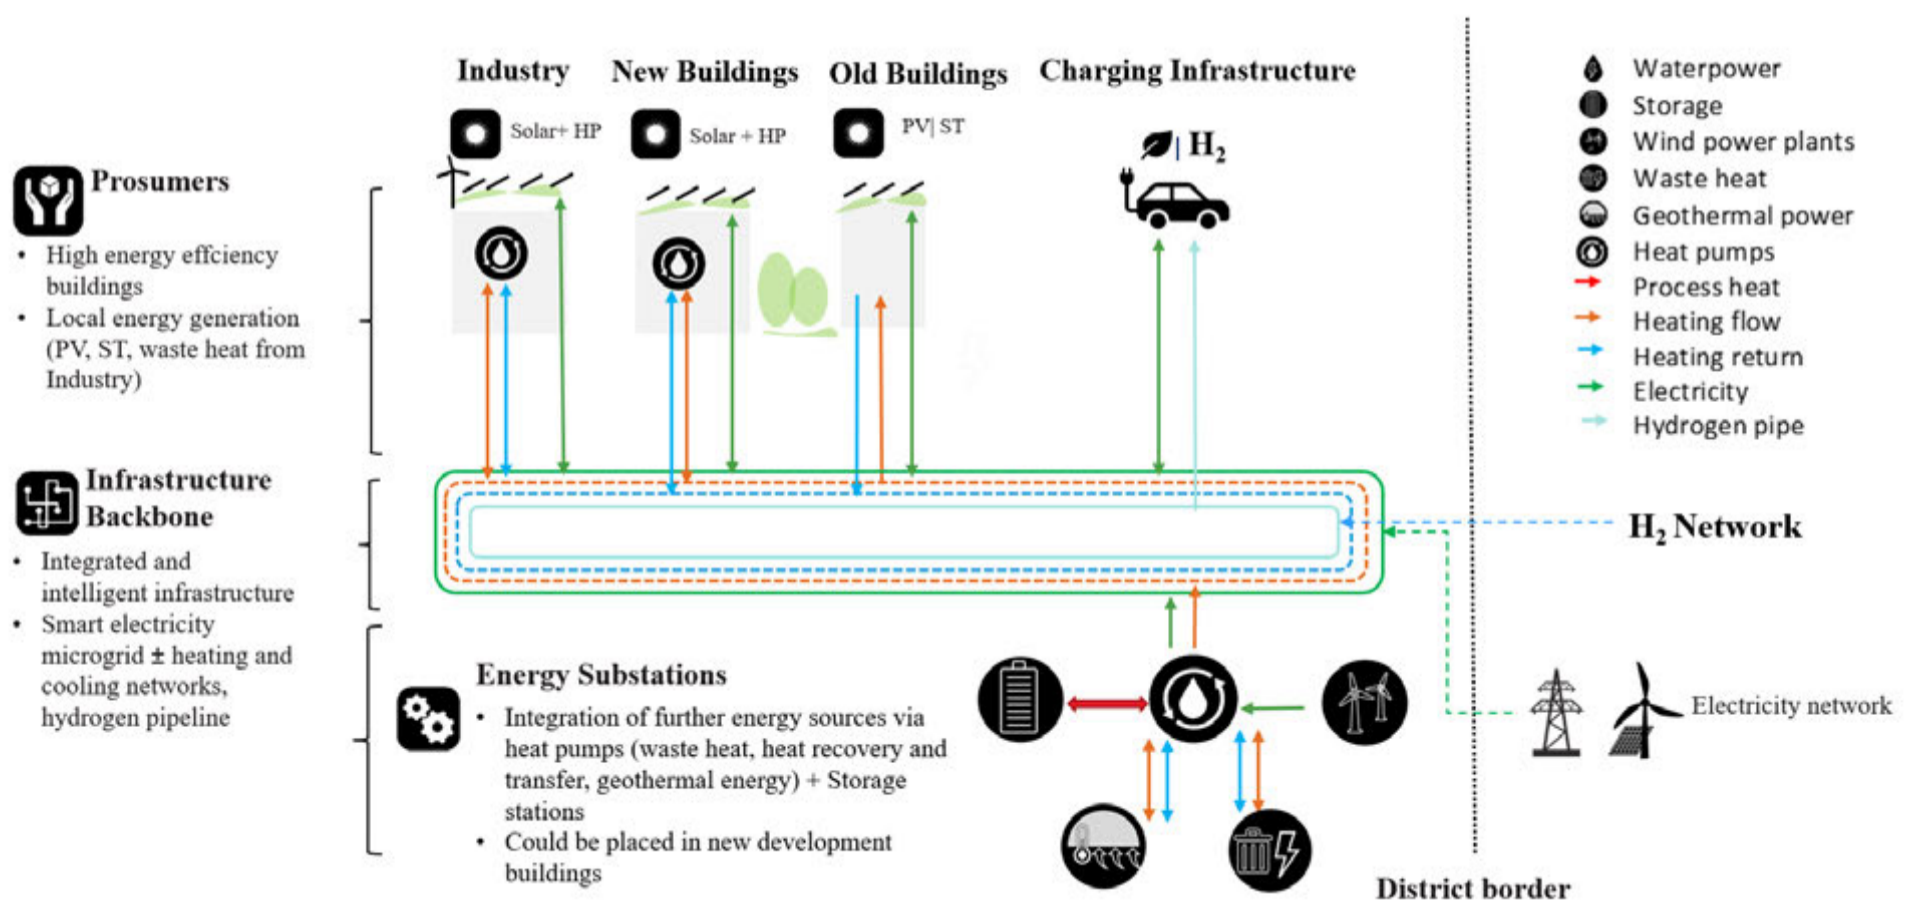 Industry
New Buildings
Old Buildings
Charging Infrastructure
Solar+ HP
Solar + HP
PV| ST
| H₂
Prosumers
• High energy effciency
buildings
• Local energy generation
(PV, ST, waste heat from
Industry)
Infrastructure
Backbone
• Integrated and
intelligent infrastructure
• Smart electricity
microgrid ± heating and
cooling networks,
hydrogen pipeline
Energy Substations
• Integration of further energy sources via
heat pumps (waste heat, heat recovery and
transfer, geothermal energy) + Storage
stations
• Could be placed in new development
buildings
Waterpower
Storage
Wind power plants
Waste heat
Geothermal power
Heat pumps
Process heat
Heating flow
Heating return
Electricity
Hydrogen pipe
H₂ Network
Electricity network
District border